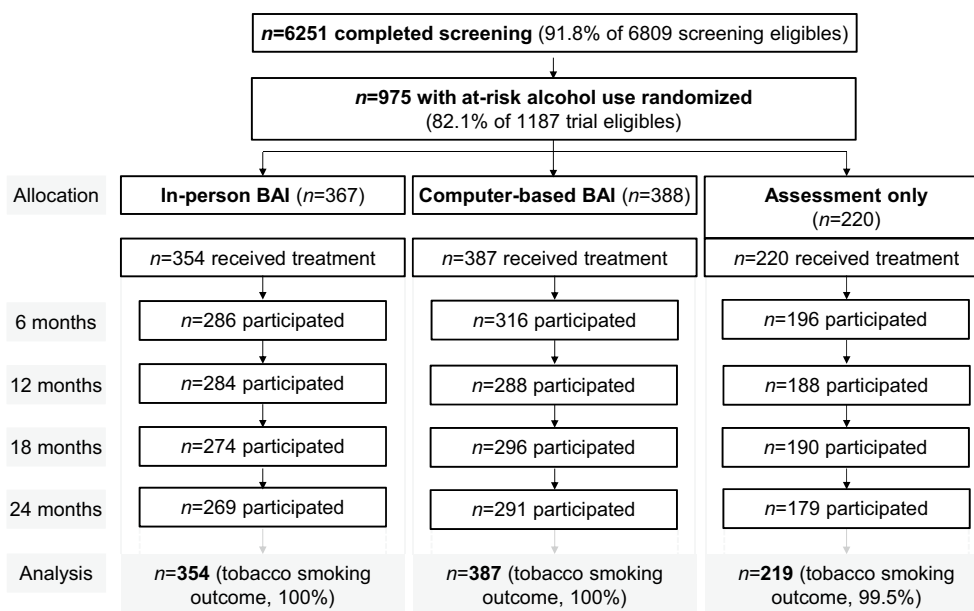 n=6251 completed screening (91.8% of 6809 screening eligibles)
n=975 with at-risk alcohol use randomized
(82.1% of 1187 trial eligibles)
Allocation
In-person BAI (n=367)
Computer-based BAI (n=388)
Assessment only
(n=220)
n=354 received treatment
n=387 received treatment
n=220 received treatment
6 months
n=286 participated
n=316 participated
n=196 participated
12 months
n=284 participated
n=288 participated
n=188 participated
18 months
n=274 participated
n=296 participated
n=190 participated
24 months
n=269 participated
n=291 participated
n=179 participated
Analysis
n=354 (tobacco smoking
outcome, 100%)
n=387 (tobacco smoking
outcome, 100%)
n=219 (tobacco smoking
outcome, 99.5%)